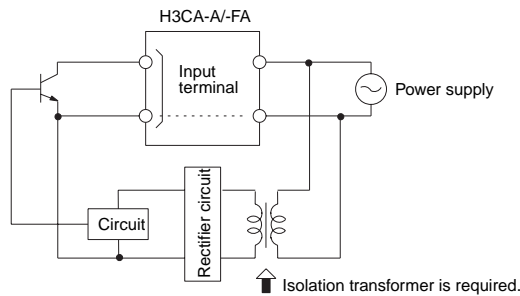 H3CA-A/-FA
Input
terminal
Power supply
Circuit
Rectifier circuit
Isolation transformer is required.